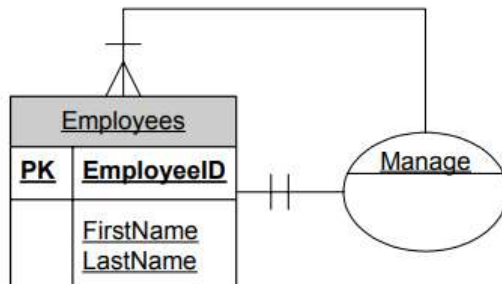 Employees
PK EmployeeID
FirstName
LastName
Manage